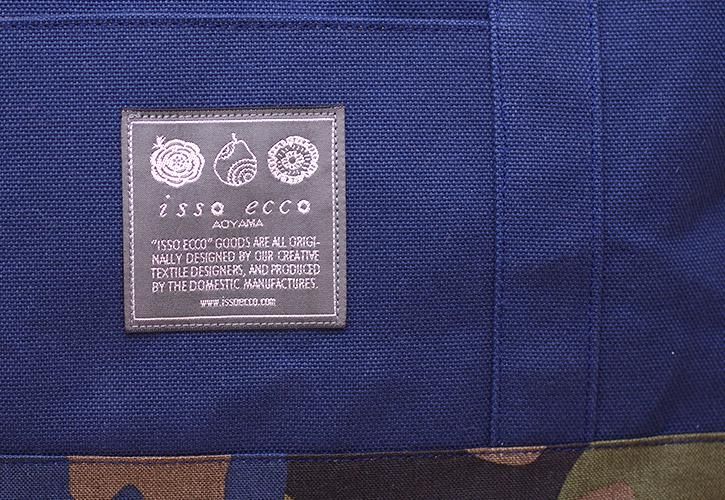 isso ecco
AOYAMA
"ISSO ECCO" GOODS ARE ALL ORIGI-
NALLY DESIGNED BY OUR CREATIVE
TEXTILE DESIGNERS, AND PRODUCED
BY THE DOMESTIC MANUFACTURES.
www.issoecco.com